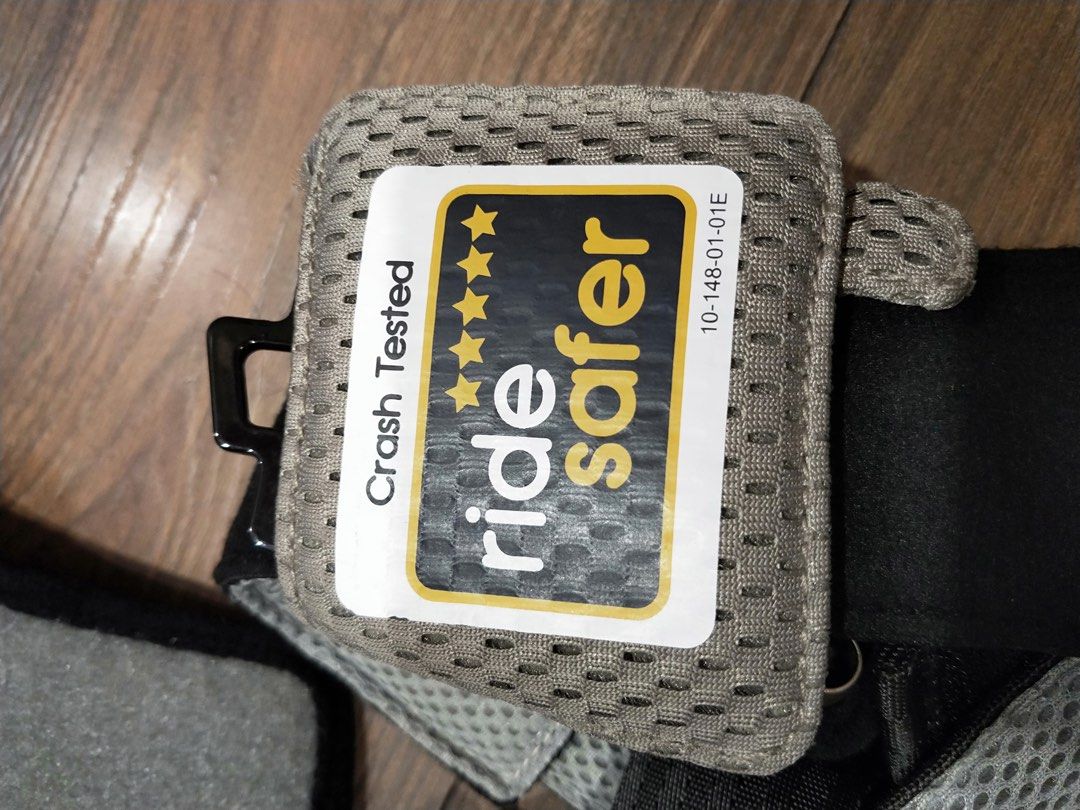 Crash Tested
ride
safer
10-148-01-01E